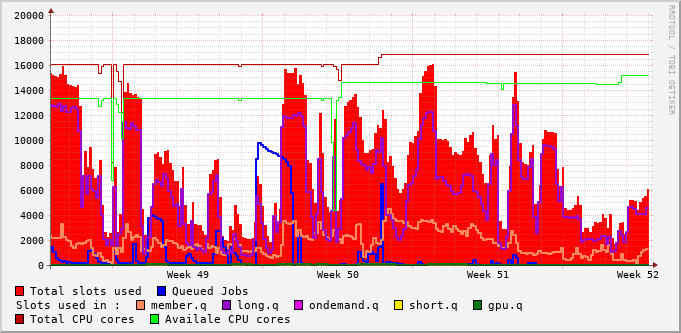 RRDTOOL / TOBI OETIKER
20000
18000
16000
14000
12000
10000
8000
6000
4000
2000
0
Week 49 Week 50 Week 51 Week 52
Total slots used Queued Jobs
Slots used in : member.q long.q ondemand.q short.q gpu.q
Total CPU cores Availale CPU cores